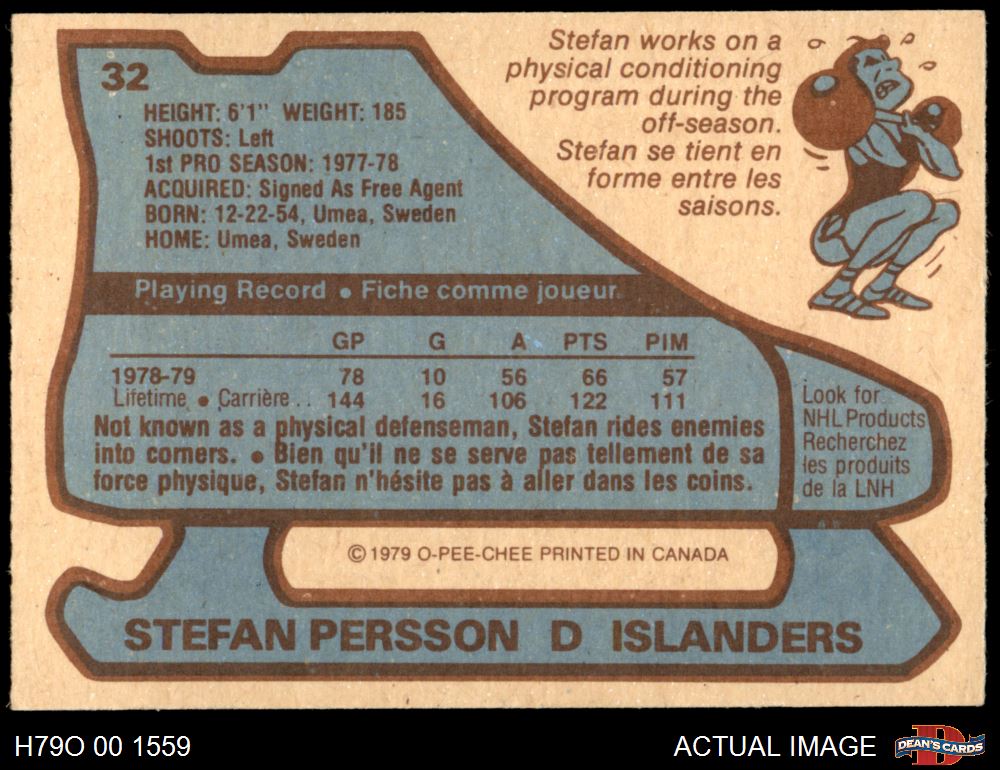 32
HEIGHT: 6'1" WEIGHT: 185
SHOOTS: Left
1st PRO SEASON: 1977-78
ACQUIRED: Signed As Free Agent
BORN: 12-22-54, Umea, Sweden
HOME: Umea, Sweden
Stefan works on a
physical conditioning
program during the
off-season.
Stefan se tient en
forme entre les
saisons.
Playing Record • Fiche comme joueur
GP G A PTS PIM
1978-79 78 10 56 66 57
Lifetime • Carrière . . 144 16 106 122 111
Not known as a physical defenseman, Stefan rides enemies
into corners. • Bien qu'il ne se serve pas tellement de sa
force physique, Stefan n'hésite pas à aller dans les coins.
Look for
NHL Products
Recherchez
les produits
de la LNH
© 1979 O-PEE-CHEE PRINTED IN CANADA
STEFAN PERSSON D ISLANDERS
H79O 00 1559
ACTUAL IMAGE
D
DEAN'S CARDS